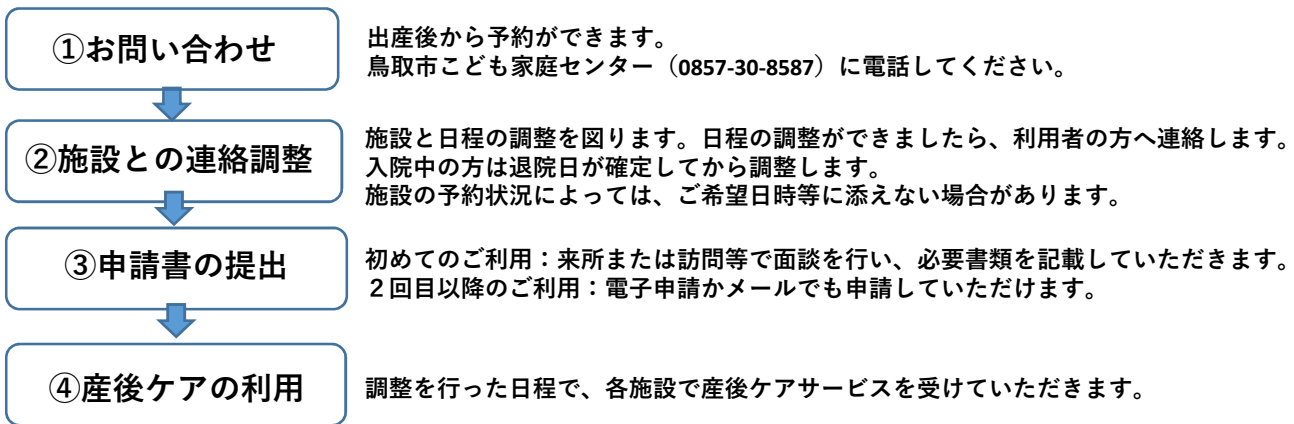 ①お問い合わせ
出産後から予約ができます。
鳥取市こども家庭センター（0857-30-8587）に電話してください。
②施設との連絡調整
施設と日程の調整を図ります。日程の調整ができましたら、利用者の方へ連絡します。
入院中の方は退院日が確定してから調整します。
施設の予約状況によっては、ご希望日時等に添えない場合があります。
③申請書の提出
初めてのご利用：来所または訪問等で面談を行い、必要書類を記載していただきます。
２回目以降のご利用：電子申請かメールでも申請していただけます。
④産後ケアの利用
調整を行った日程で、各施設で産後ケアサービスを受けていただきます。